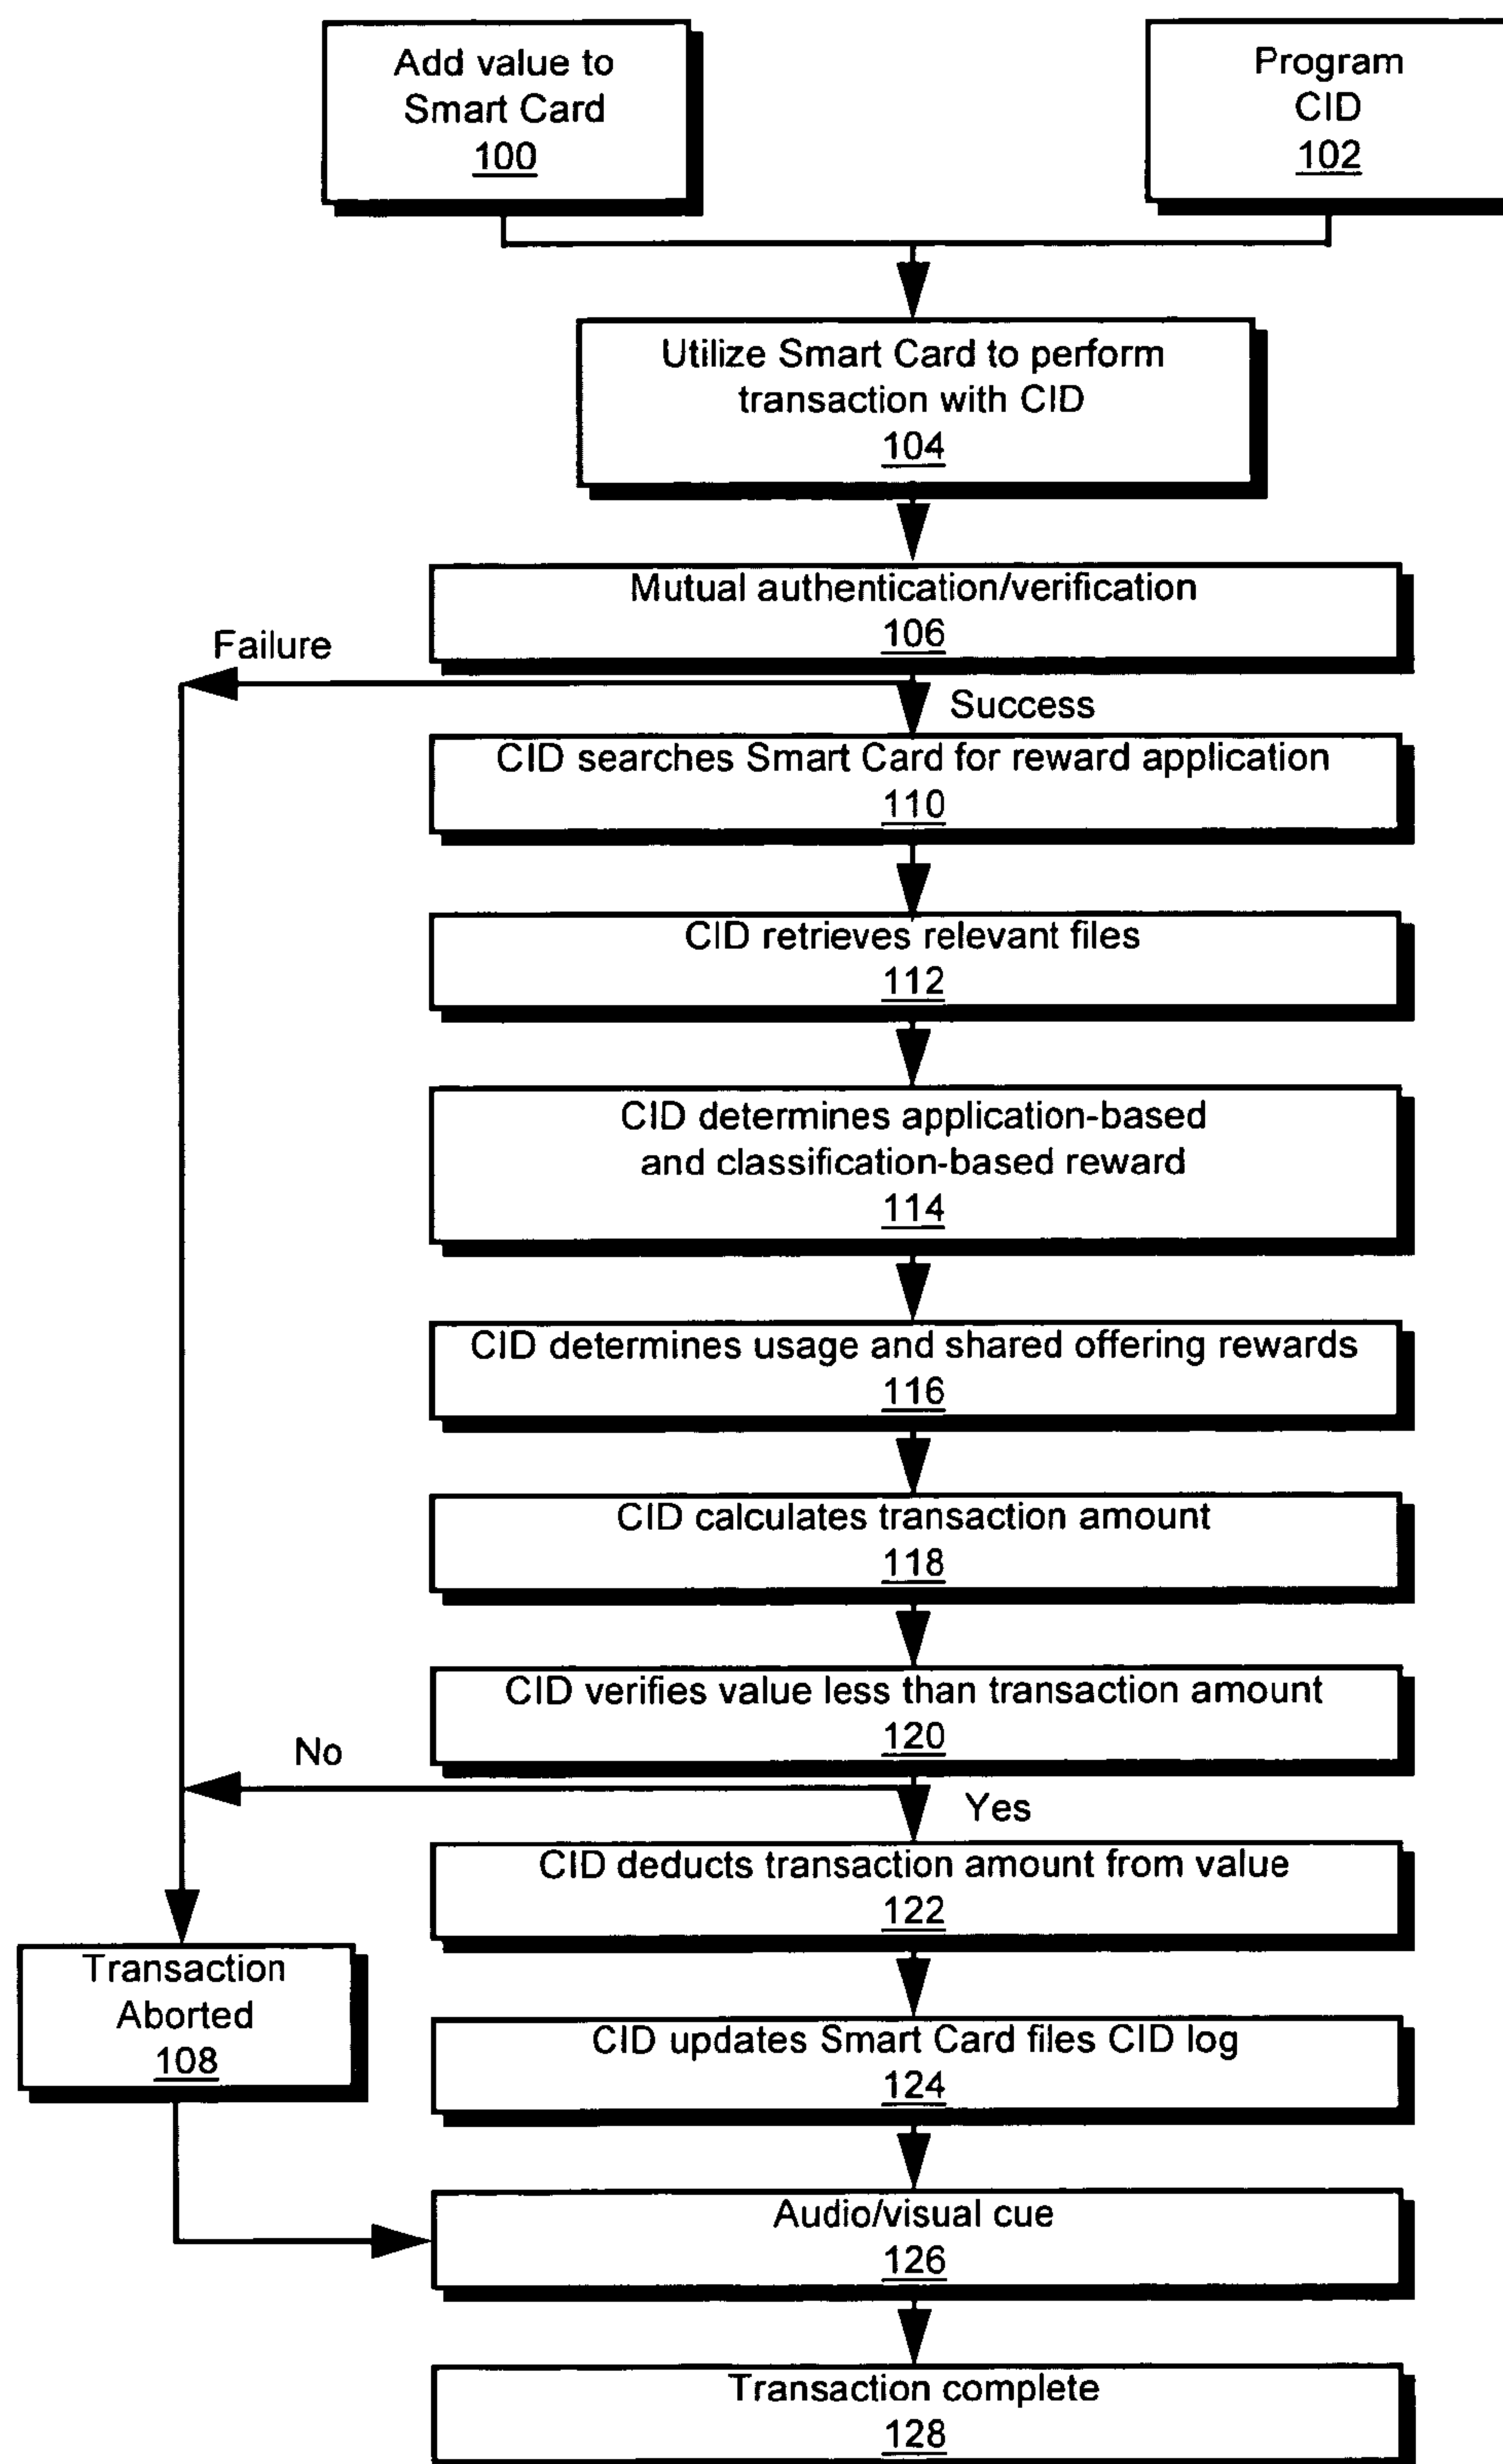 Add value to
Smart Card
100
Program
CID
102
Utilize Smart Card to perform
transaction with CID
104
Mutual authentication/verification
106
Failure
Success
CID searches Smart Card for reward application
110
CID retrieves relevant files
112
CID determines application-based
and classification-based reward
114
CID determines usage and shared offering rewards
116
CID calculates transaction amount
118
CID verifies value less than transaction amount
120
No
Yes
CID deducts transaction amount from value
122
Transaction
Aborted
108
CID updates Smart Card files CID log
124
Audio/visual cue
126
Transaction complete
128